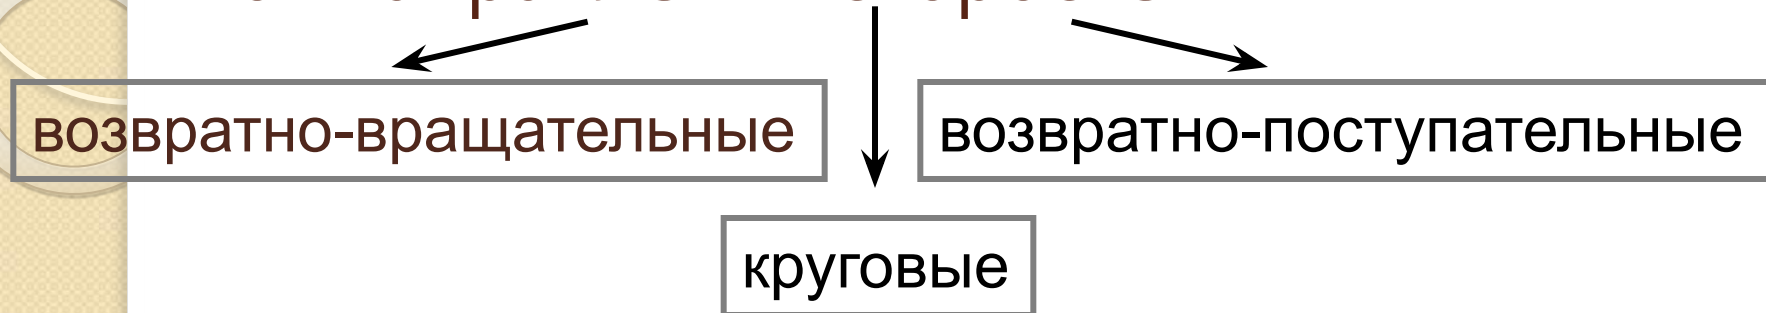 возвратно-вращательные
возвратно-поступательные
круговые